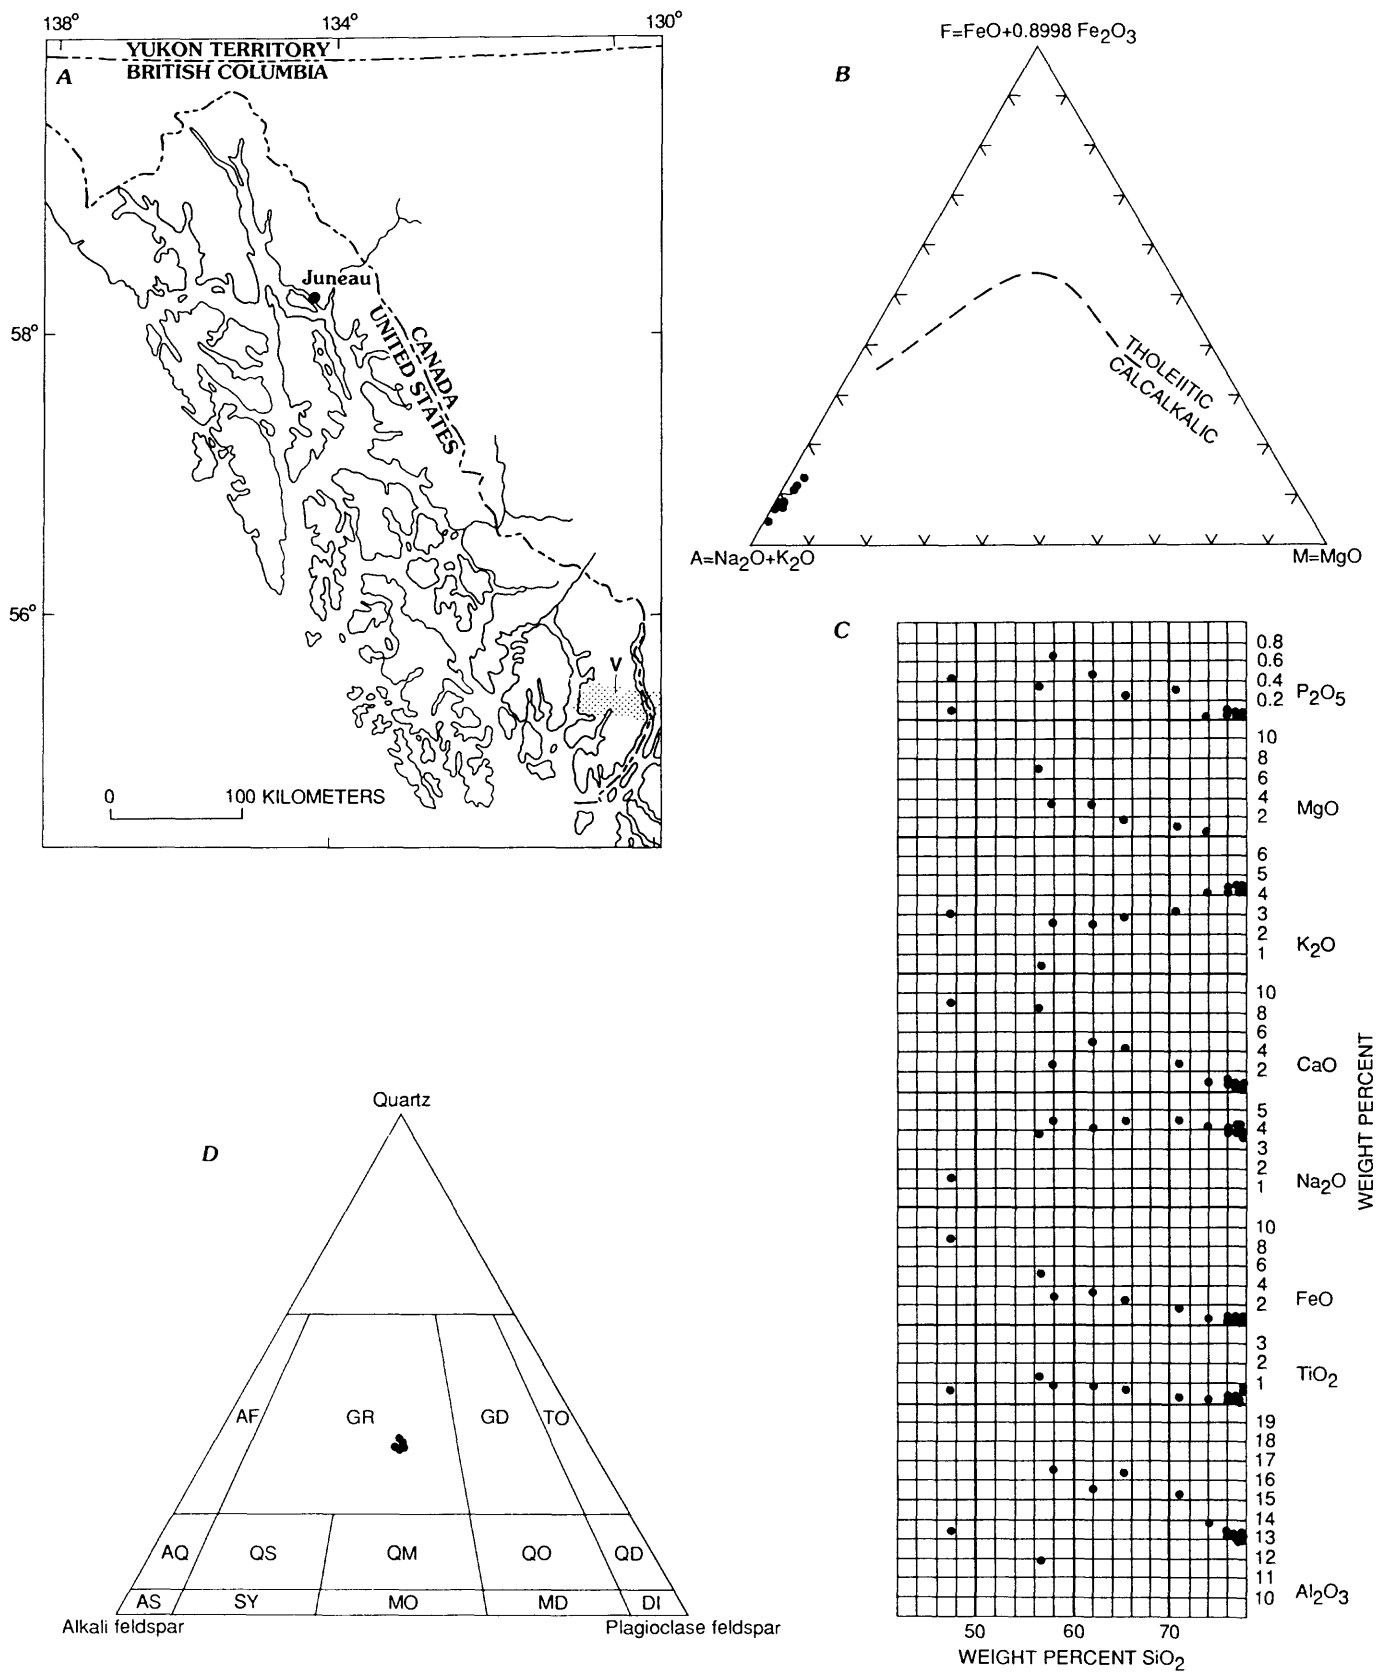 138° 134° 130°
YUKON TERRITORY
BRITISH COLUMBIA
A
Juneau
CANADA
UNITED STATES
58°
56°
V
0 100 KILOMETERS
B
F=FeO+0.8998 Fe₂O₃
THOLEIITIC
CALCALKALIC
A=Na₂O+K₂O
M=MgO
C
0.8
0.6
0.4
0.2
P₂O₅
10
8
6
4
2
MgO
6
5
4
3
2
1
K₂O
10
8
6
4
2
CaO
5
4
3
2
1
Na₂O
10
8
6
4
2
FeO
3
2
1
TiO₂
19
18
17
16
15
14
13
12
11
10
Al₂O₃
WEIGHT PERCENT
50 60 70
WEIGHT PERCENT SiO₂
D
Quartz
AF GR GD TO
AQ QS QM QO QD
AS SY MO MD DI
Alkali feldspar Plagioclase feldspar